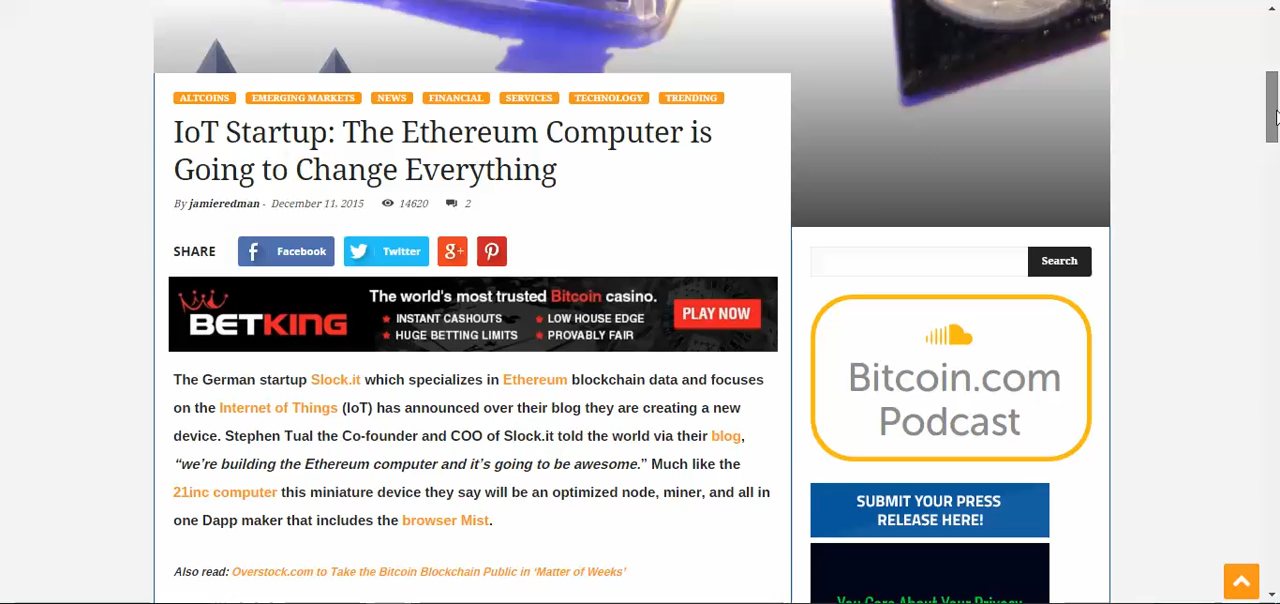 ALTCOINS EMERGING MARKETS NEWS FINANCIAL SERVICES TECHNOLOGY TRENDING
IoT Startup: The Ethereum Computer is
Going to Change Everything
By jamieredman - December 11, 2015 14620 2
SHARE f Facebook Twitter g+
BETKING
The world's most trusted Bitcoin casino.
INSTANT CASHOUTS LOW HOUSE EDGE
HUGE BETTING LIMITS PROVABLY FAIR
PLAY NOW
The German startup Slock.it which specializes in Ethereum blockchain data and focuses
on the Internet of Things (IoT) has announced over their blog they are creating a new
device. Stephen Tual the Co-founder and COO of Slock.it told the world via their blog,
“we’re building the Ethereum computer and it’s going to be awesome.” Much like the
21inc computer this miniature device they say will be an optimized node, miner, and all in
one Dapp maker that includes the browser Mist.
Also read: Overstock.com to Take the Bitcoin Blockchain Public in ‘Matter of Weeks’
Search
Bitcoin.com
Podcast
SUBMIT YOUR PRESS
RELEASE HERE!
You Care About Your Privacy